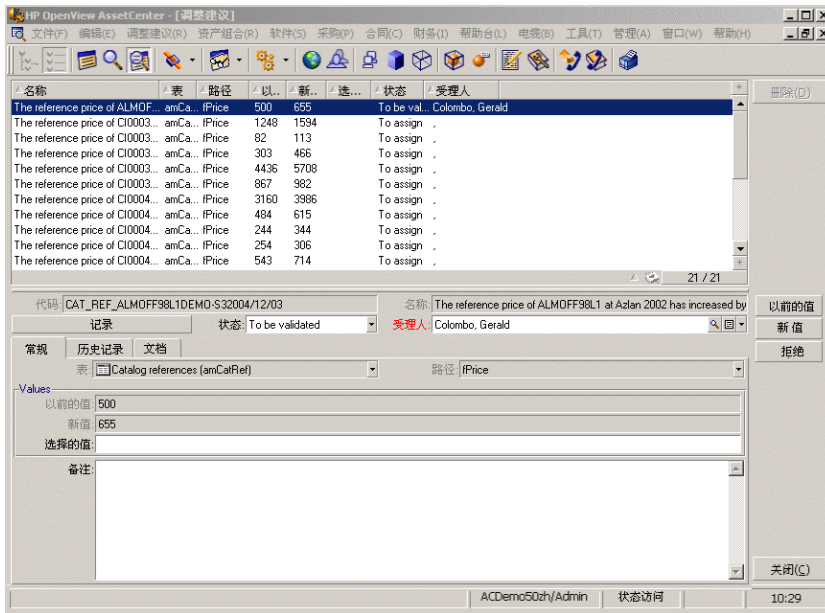 HP OpenView AssetCenter - [调整建议]
文件(F) 编辑(E) 调整建议(R) 资产组合(R) 软件(S) 采购(P) 合同(C) 财务(I) 帮助台(L) 电缆(B) 工具(T) 管理(A) 窗口(W) 帮助(H)
名称 表 路径 以.. 新.. 选... 状态 受理人
The reference price of ALMOF... amCa... fPrice 500 655 To be val... Colombo, Gerald
The reference price of CI0003... amCa... fPrice 1248 1594 To assign ,
The reference price of CI0003... amCa... fPrice 82 113 To assign ,
The reference price of CI0003... amCa... fPrice 303 466 To assign ,
The reference price of CI0003... amCa... fPrice 4436 5708 To assign ,
The reference price of CI0003... amCa... fPrice 867 982 To assign ,
The reference price of CI0004... amCa... fPrice 3160 3986 To assign ,
The reference price of CI0004... amCa... fPrice 484 615 To assign ,
The reference price of CI0004... amCa... fPrice 244 344 To assign ,
The reference price of CI0004... amCa... fPrice 254 306 To assign ,
The reference price of CI0004... amCa... fPrice 543 714 To assign ,
21 / 21
删除(D)
代码: CAT_REF_ALMOFF98L1DEMO-S32004/12/03 名称: The reference price of ALMOFF98L1 at Azlan 2002 has increased by
记录 状态: To be validated 受理人: Colombo, Gerald
以前的值
新 值
拒绝
常规 历史记录 文档
表: Catalog references (amCatRef) 路径: fPrice
Values
以前的值: 500
新值: 655
选择的值:
备注:
关闭(C)
ACDemo50zh/Admin 状态访问 10:29